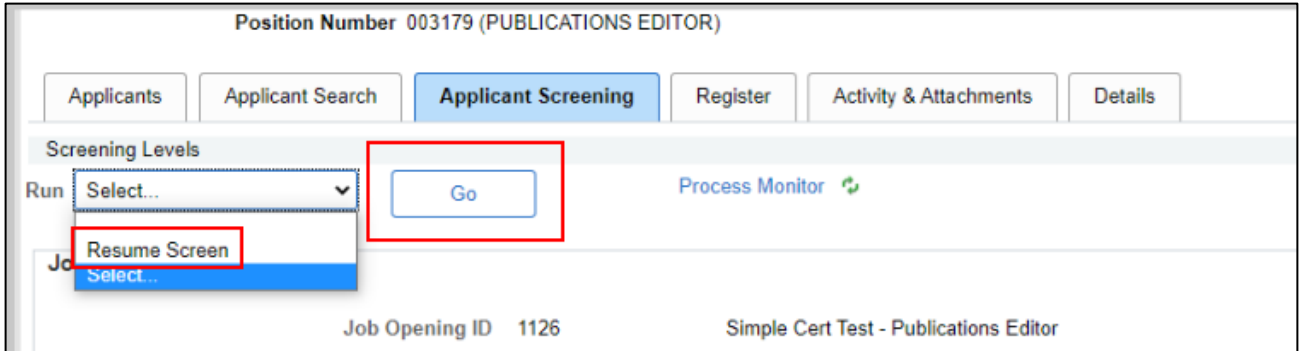 Position Number 003179 (PUBLICATIONS EDITOR)
Applicants Applicant Search Applicant Screening Register Activity & Attachments Details
Screening Levels
Run Select... Go Process Monitor
Resume Screen
Jo
Select...
Job Opening ID 1126 Simple Cert Test - Publications Editor